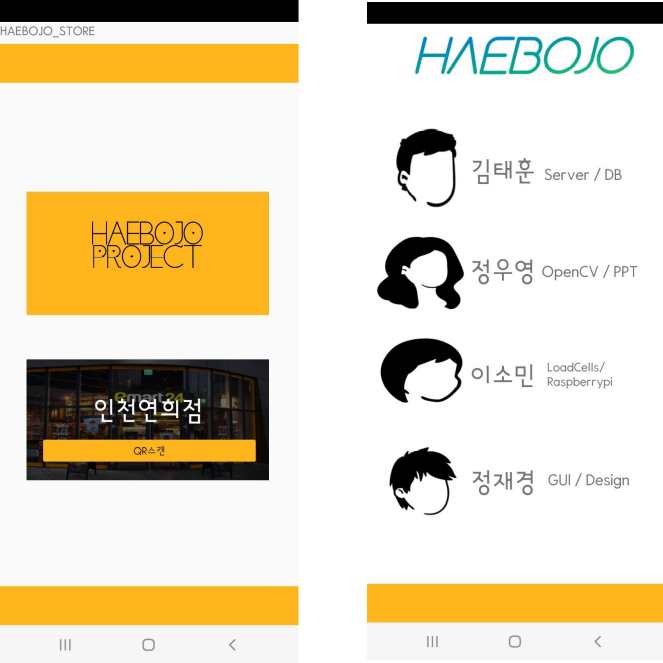 HAEBOJO_STORE
HAEBOJO
PROJECT
emart24
인천연희점
QR스캔
HAEBOJO
김태훈 Server / DB
정우영 OpenCV / PPT
이소민 LoadCells/
Raspberrypi
정재경 GUI / Design